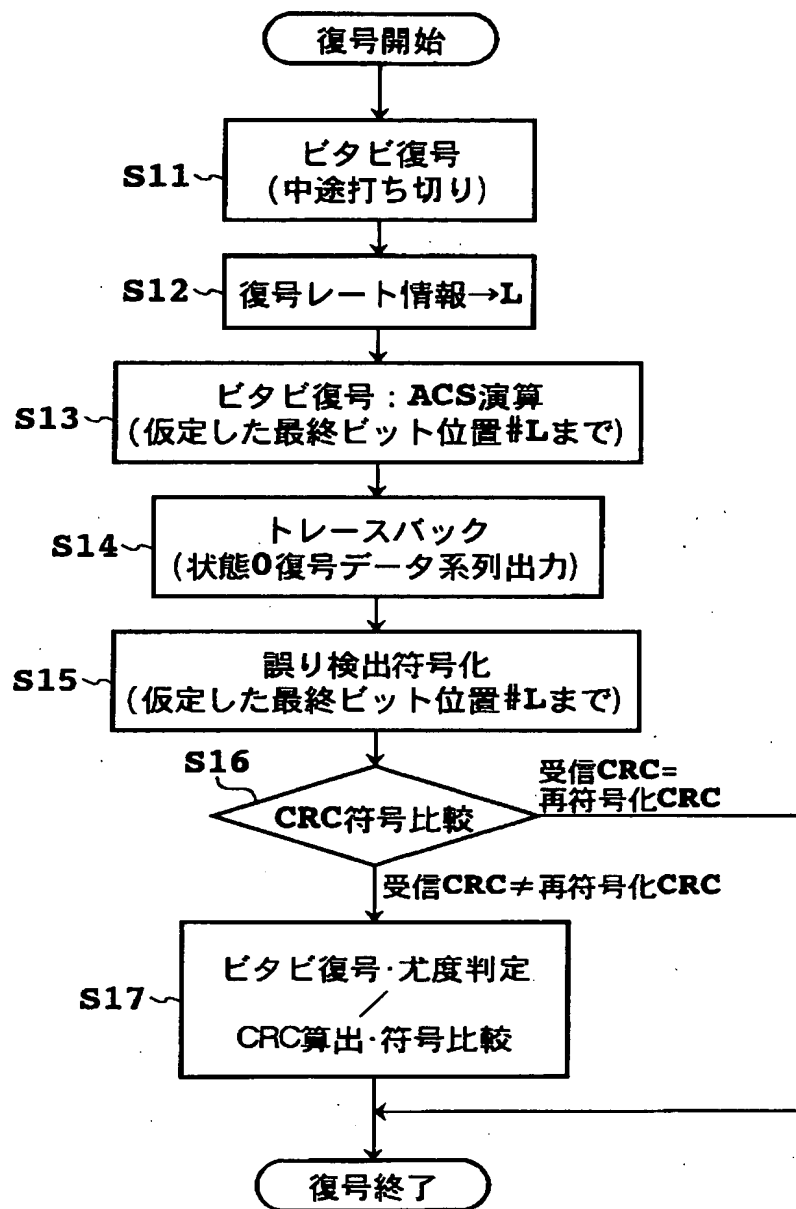 復号開始
S11
ビタビ復号
(中途打ち切り)
S12
復号レート情報→L
S13
ビタビ復号：ACS演算
(仮定した最終ビット位置#Lまで)
S14
トレースバック
(状態0復号データ系列出力)
S15
誤り検出符号化
(仮定した最終ビット位置#Lまで)
S16
CRC符号比較
受信CRC=
再符号化CRC
受信CRC≠再符号化CRC
S17
ビタビ復号·尤度判定
／
CRC算出·符号比較
復号終了